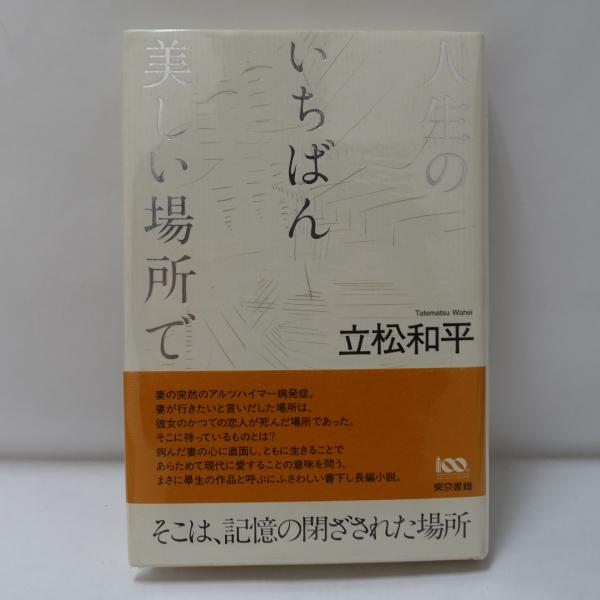 人生の
いちばん
美しい場所で
Tatematsu Wahei
立松和平
妻の突然のアルツハイマー病発症。
妻が行きたいと言いだした場所は、
彼女のかつての恋人が死んだ場所であった。
そこに待っているものとは?
病んだ妻の心に直面し、ともに生きることで
あらためて現代に愛することの意味を問う、
まさに畢生の作品と呼ぶにふさわしい書下し長編小説。
100
東京書籍
そこは、記憶の閉ざされた場所